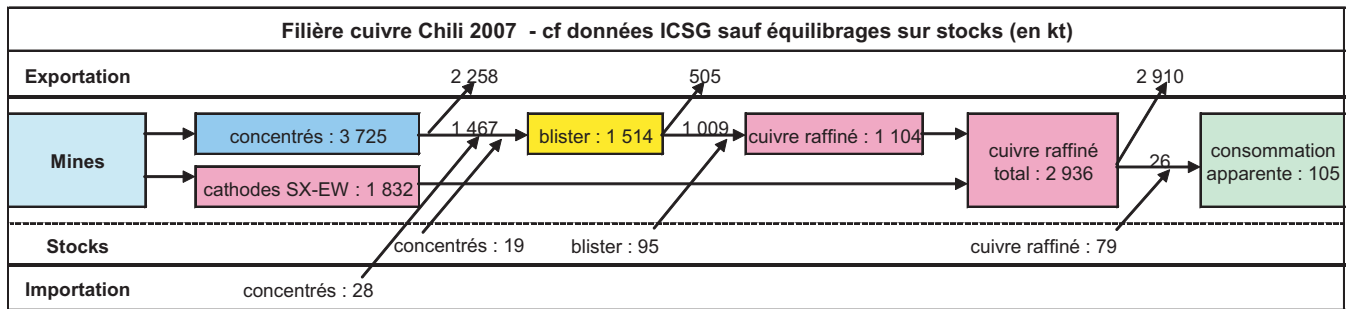 Filière cuivre Chili 2007 - cf données ICSG sauf équilibrages sur stocks (en kt)
Exportation
2 258
505
2 910
Mines
concentrés : 3 725
1 467
blister : 1 514
1 009
cuivre raffiné : 1 104
cathodes SX-EW : 1 832
cuivre raffiné
total : 2 936
26
consommation
apparente : 105
Stocks
concentrés : 19
blister : 95
cuivre raffiné : 79
Importation
concentrés : 28